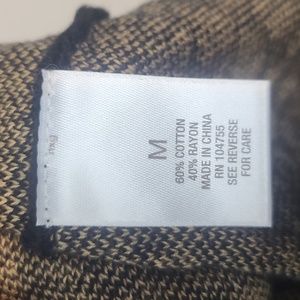 M
60% COTTON
40% RAYON
MADE IN CHINA
RN 104755
SEE REVERSE
FOR CARE